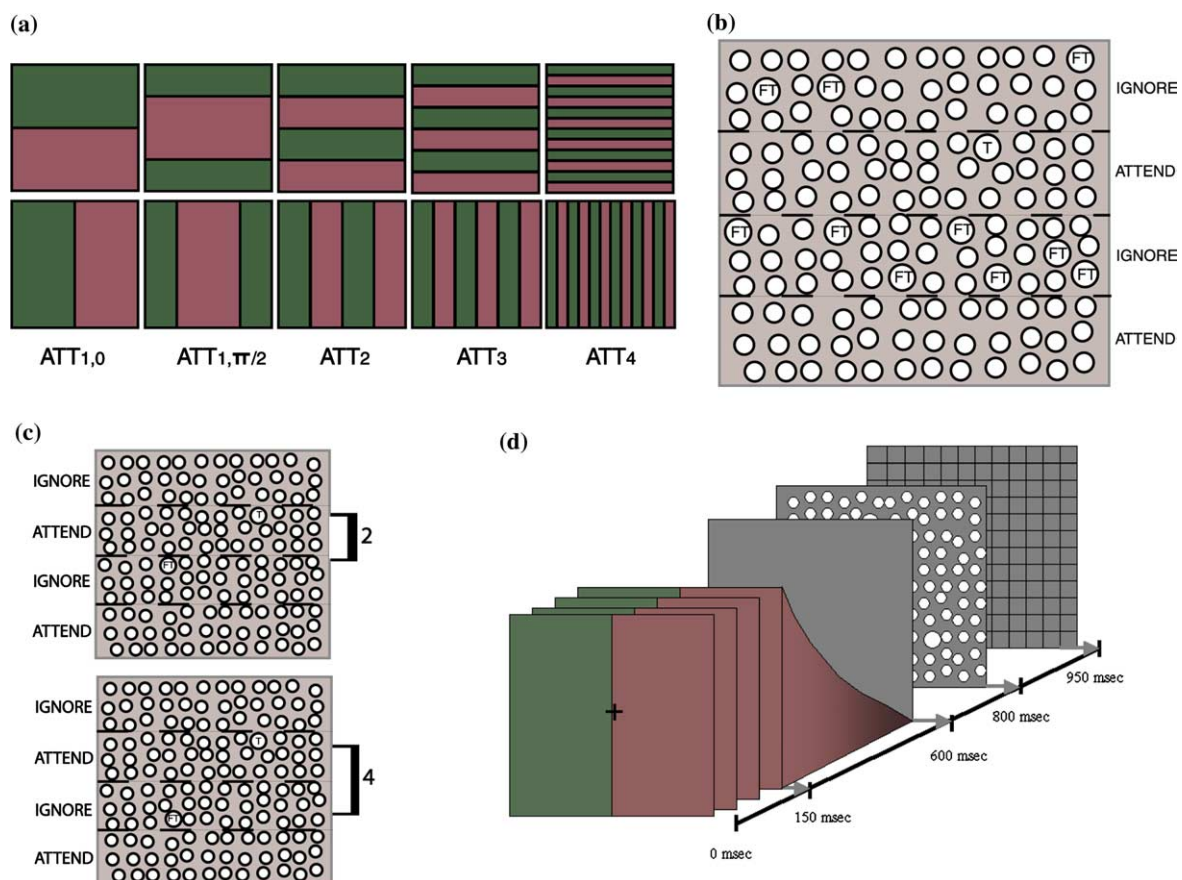 (a)
ATT1,0 ATT1,π/2 ATT2 ATT3 ATT4
(b)
FT
FT FT
IGNORE
T
ATTEND
FT FT FT
FT
IGNORE
FT FT FT
ATTEND
(c)
IGNORE
T
ATTEND
2
FT
IGNORE
ATTEND
IGNORE
T
ATTEND
4
IGNORE
FT
ATTEND
(d)
950 msec
800 msec
600 msec
150 msec
0 msec